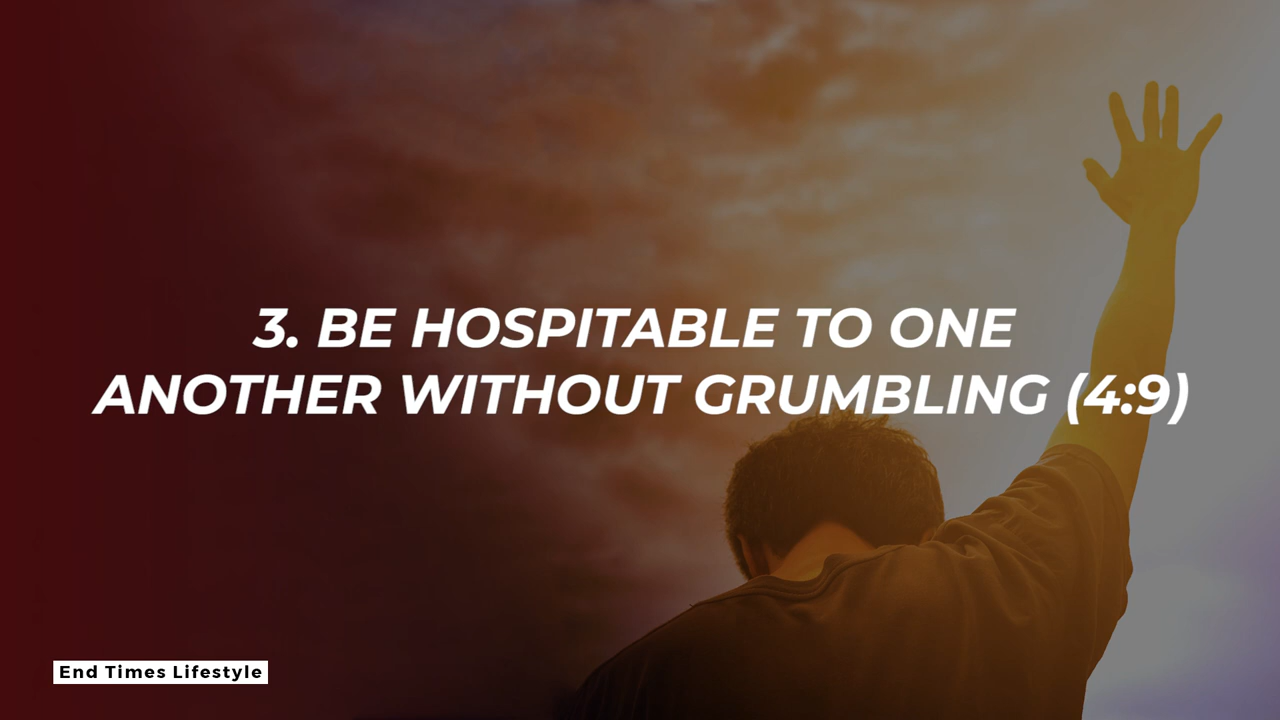 3. BE HOSPITABLE TO ONE
ANOTHER WITHOUT GRUMBLING (4:9)
End Times Lifestyle